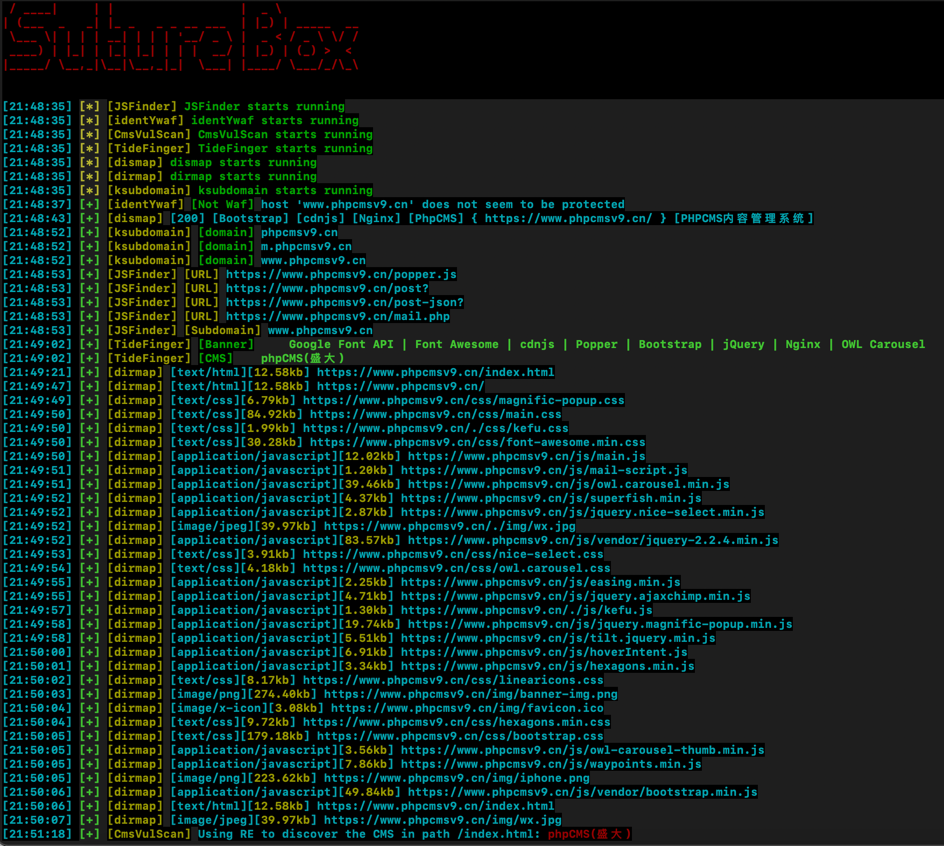 SutureBox
[21:48:35] [*] [JSFinder] JSFinder starts running
[21:48:35] [*] [identYwaf] identYwaf starts running
[21:48:35] [*] [CmsVulScan] CmsVulScan starts running
[21:48:35] [*] [TideFinger] TideFinger starts running
[21:48:35] [*] [dismap] dismap starts running
[21:48:35] [*] [dirmap] dirmap starts running
[21:48:35] [*] [ksubdomain] ksubdomain starts running
[21:48:37] [+] [identYwaf] [Not Waf] host 'www.phpcmsv9.cn' does not seem to be protected
[21:48:43] [+] [dismap] [200] [Bootstrap] [cdnjs] [Nginx] [PhpCMS] { https://www.phpcmsv9.cn/ } [PHPCMS内容管理系统]
[21:48:52] [+] [ksubdomain] [domain] phpcmsv9.cn
[21:48:52] [+] [ksubdomain] [domain] m.phpcmsv9.cn
[21:48:52] [+] [ksubdomain] [domain] www.phpcmsv9.cn
[21:48:53] [+] [JSFinder] [URL] https://www.phpcmsv9.cn/popper.js
[21:48:53] [+] [JSFinder] [URL] https://www.phpcmsv9.cn/post?
[21:48:53] [+] [JSFinder] [URL] https://www.phpcmsv9.cn/post-json?
[21:48:53] [+] [JSFinder] [URL] https://www.phpcmsv9.cn/mail.php
[21:48:53] [+] [JSFinder] [Subdomain] www.phpcmsv9.cn
[21:49:02] [+] [TideFinger] [Banner] Google Font API | Font Awesome | cdnjs | Popper | Bootstrap | jQuery | Nginx | OWL Carousel
[21:49:02] [+] [TideFinger] [CMS] phpCMS(盛大)
[21:49:21] [+] [dirmap] [text/html][12.58kb] https://www.phpcmsv9.cn/index.html
[21:49:47] [+] [dirmap] [text/html][12.58kb] https://www.phpcmsv9.cn/
[21:49:49] [+] [dirmap] [text/css][6.79kb] https://www.phpcmsv9.cn/css/magnific-popup.css
[21:49:50] [+] [dirmap] [text/css][84.92kb] https://www.phpcmsv9.cn/css/main.css
[21:49:50] [+] [dirmap] [text/css][1.99kb] https://www.phpcmsv9.cn/./css/kefu.css
[21:49:50] [+] [dirmap] [text/css][30.28kb] https://www.phpcmsv9.cn/css/font-awesome.min.css
[21:49:50] [+] [dirmap] [application/javascript][12.02kb] https://www.phpcmsv9.cn/js/main.js
[21:49:51] [+] [dirmap] [application/javascript][1.20kb] https://www.phpcmsv9.cn/js/mail-script.js
[21:49:51] [+] [dirmap] [application/javascript][39.46kb] https://www.phpcmsv9.cn/js/owl.carousel.min.js
[21:49:52] [+] [dirmap] [application/javascript][4.37kb] https://www.phpcmsv9.cn/js/superfish.min.js
[21:49:52] [+] [dirmap] [application/javascript][2.87kb] https://www.phpcmsv9.cn/js/jquery.nice-select.min.js
[21:49:52] [+] [dirmap] [image/jpeg][39.97kb] https://www.phpcmsv9.cn/./img/wx.jpg
[21:49:52] [+] [dirmap] [application/javascript][83.57kb] https://www.phpcmsv9.cn/js/vendor/jquery-2.2.4.min.js
[21:49:53] [+] [dirmap] [text/css][3.91kb] https://www.phpcmsv9.cn/css/nice-select.css
[21:49:54] [+] [dirmap] [text/css][4.18kb] https://www.phpcmsv9.cn/css/owl.carousel.css
[21:49:55] [+] [dirmap] [application/javascript][2.25kb] https://www.phpcmsv9.cn/js/easing.min.js
[21:49:55] [+] [dirmap] [application/javascript][4.71kb] https://www.phpcmsv9.cn/js/jquery.ajaxchimp.min.js
[21:49:57] [+] [dirmap] [application/javascript][1.30kb] https://www.phpcmsv9.cn/./js/kefu.js
[21:49:58] [+] [dirmap] [application/javascript][19.74kb] https://www.phpcmsv9.cn/js/jquery.magnific-popup.min.js
[21:49:58] [+] [dirmap] [application/javascript][5.51kb] https://www.phpcmsv9.cn/js/tilt.jquery.min.js
[21:50:00] [+] [dirmap] [application/javascript][6.91kb] https://www.phpcmsv9.cn/js/hoverIntent.js
[21:50:01] [+] [dirmap] [application/javascript][3.34kb] https://www.phpcmsv9.cn/js/hexagons.min.js
[21:50:02] [+] [dirmap] [text/css][8.17kb] https://www.phpcmsv9.cn/css/linearicons.css
[21:50:03] [+] [dirmap] [image/png][274.40kb] https://www.phpcmsv9.cn/img/banner-img.png
[21:50:04] [+] [dirmap] [image/x-icon][3.08kb] https://www.phpcmsv9.cn/img/favicon.ico
[21:50:04] [+] [dirmap] [text/css][9.72kb] https://www.phpcmsv9.cn/css/hexagons.min.css
[21:50:05] [+] [dirmap] [text/css][179.18kb] https://www.phpcmsv9.cn/css/bootstrap.css
[21:50:05] [+] [dirmap] [application/javascript][3.56kb] https://www.phpcmsv9.cn/js/owl-carousel-thumb.min.js
[21:50:05] [+] [dirmap] [application/javascript][7.86kb] https://www.phpcmsv9.cn/js/waypoints.min.js
[21:50:05] [+] [dirmap] [image/png][223.62kb] https://www.phpcmsv9.cn/img/iphone.png
[21:50:06] [+] [dirmap] [application/javascript][49.84kb] https://www.phpcmsv9.cn/js/vendor/bootstrap.min.js
[21:50:06] [+] [dirmap] [text/html][12.58kb] https://www.phpcmsv9.cn/index.html
[21:50:07] [+] [dirmap] [image/jpeg][39.97kb] https://www.phpcmsv9.cn/img/wx.jpg
[21:51:18] [+] [CmsVulScan] Using RE to discover the CMS in path /index.html: phpCMS(盛大)